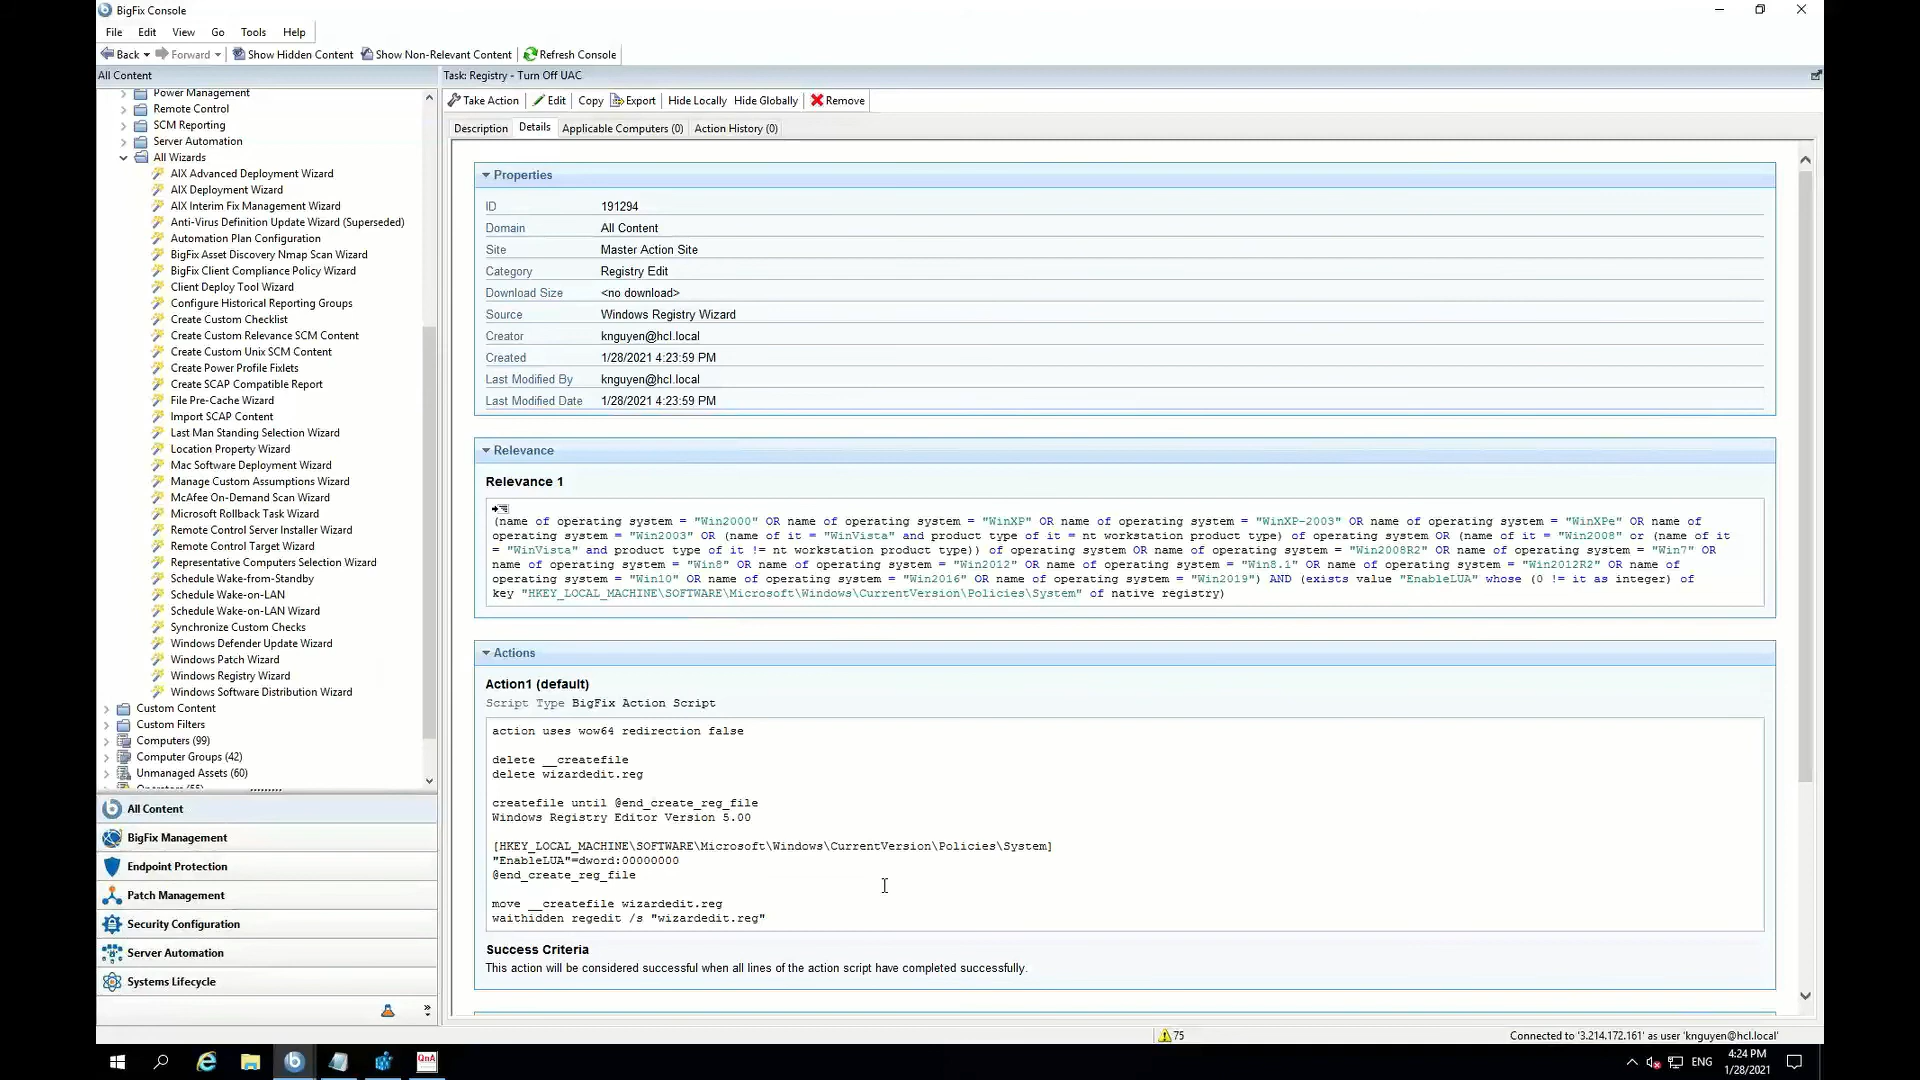 BigFix Console
File Edit View Go Tools Help
Back Forward Show Hidden Content Show Non-Relevant Content Refresh Console
All Content
Power Management
Remote Control
SCM Reporting
Server Automation
All Wizards
AIX Advanced Deployment Wizard
AIX Deployment Wizard
AIX Interim Fix Management Wizard
Anti-Virus Definition Update Wizard (Superseded)
Automation Plan Configuration
BigFix Asset Discovery Nmap Scan Wizard
BigFix Client Compliance Policy Wizard
Client Deploy Tool Wizard
Configure Historical Reporting Groups
Create Custom Checklist
Create Custom Relevance SCM Content
Create Custom Unix SCM Content
Create Power Profile Fixlets
Create SCAP Compatible Report
File Pre-Cache Wizard
Import SCAP Content
Last Man Standing Selection Wizard
Location Property Wizard
Mac Software Deployment Wizard
Manage Custom Assumptions Wizard
McAfee On-Demand Scan Wizard
Microsoft Rollback Task Wizard
Remote Control Server Installer Wizard
Remote Control Target Wizard
Representative Computers Selection Wizard
Schedule Wake-from-Standby
Schedule Wake-on-LAN
Schedule Wake-on-LAN Wizard
Synchronize Custom Checks
Windows Defender Update Wizard
Windows Patch Wizard
Windows Registry Wizard
Windows Software Distribution Wizard
Custom Content
Custom Filters
Computers (99)
Computer Groups (42)
Unmanaged Assets (60)
Operators (55)
All Content
BigFix Management
Endpoint Protection
Patch Management
Security Configuration
Server Automation
Systems Lifecycle
Task: Registry - Turn Off UAC
Take Action Edit Copy Export Hide Locally Hide Globally Remove
Description Details Applicable Computers (0) Action History (0)
Properties
ID 191294
Domain All Content
Site Master Action Site
Category Registry Edit
Download Size <no download>
Source Windows Registry Wizard
Creator knguyen@hcl.local
Created 1/28/2021 4:23:59 PM
Last Modified By knguyen@hcl.local
Last Modified Date 1/28/2021 4:23:59 PM
Relevance
Relevance 1
(name of operating system = "Win2000" OR name of operating system = "WinXP" OR name of operating system = "WinXP-2003" OR name of operating system = "WinXPe" OR name of
operating system = "Win2003" OR (name of it = "WinVista" and product type of it = nt workstation product type) of operating system OR (name of it = "Win2008" or (name of it
= "WinVista" and product type of it != nt workstation product type)) of operating system OR name of operating system = "Win2008R2" OR name of operating system = "Win7" OR
name of operating system = "Win8" OR name of operating system = "Win2012" OR name of operating system = "Win8.1" OR name of operating system = "Win2012R2" OR name of
operating system = "Win10" OR name of operating system = "Win2016" OR name of operating system = "Win2019") AND (exists value "EnableLUA" whose (0 != it as integer) of
key "HKEY_LOCAL_MACHINE\SOFTWARE\Microsoft\Windows\CurrentVersion\Policies\System" of native registry)
Actions
Action1 (default)
Script Type BigFix Action Script
action uses wow64 redirection false
delete __createfile
delete wizardedit.reg
createfile until @end_create_reg_file
Windows Registry Editor Version 5.00
[HKEY_LOCAL_MACHINE\SOFTWARE\Microsoft\Windows\CurrentVersion\Policies\System]
"EnableLUA"=dword:00000000
@end_create_reg_file
move __createfile wizardedit.reg
waithidden regedit /s "wizardedit.reg"
Success Criteria
This action will be considered successful when all lines of the action script have completed successfully.
75
Connected to '3.214.172.161' as user 'knguyen@hcl.local'
QnA
ENG
4:24 PM
1/28/2021